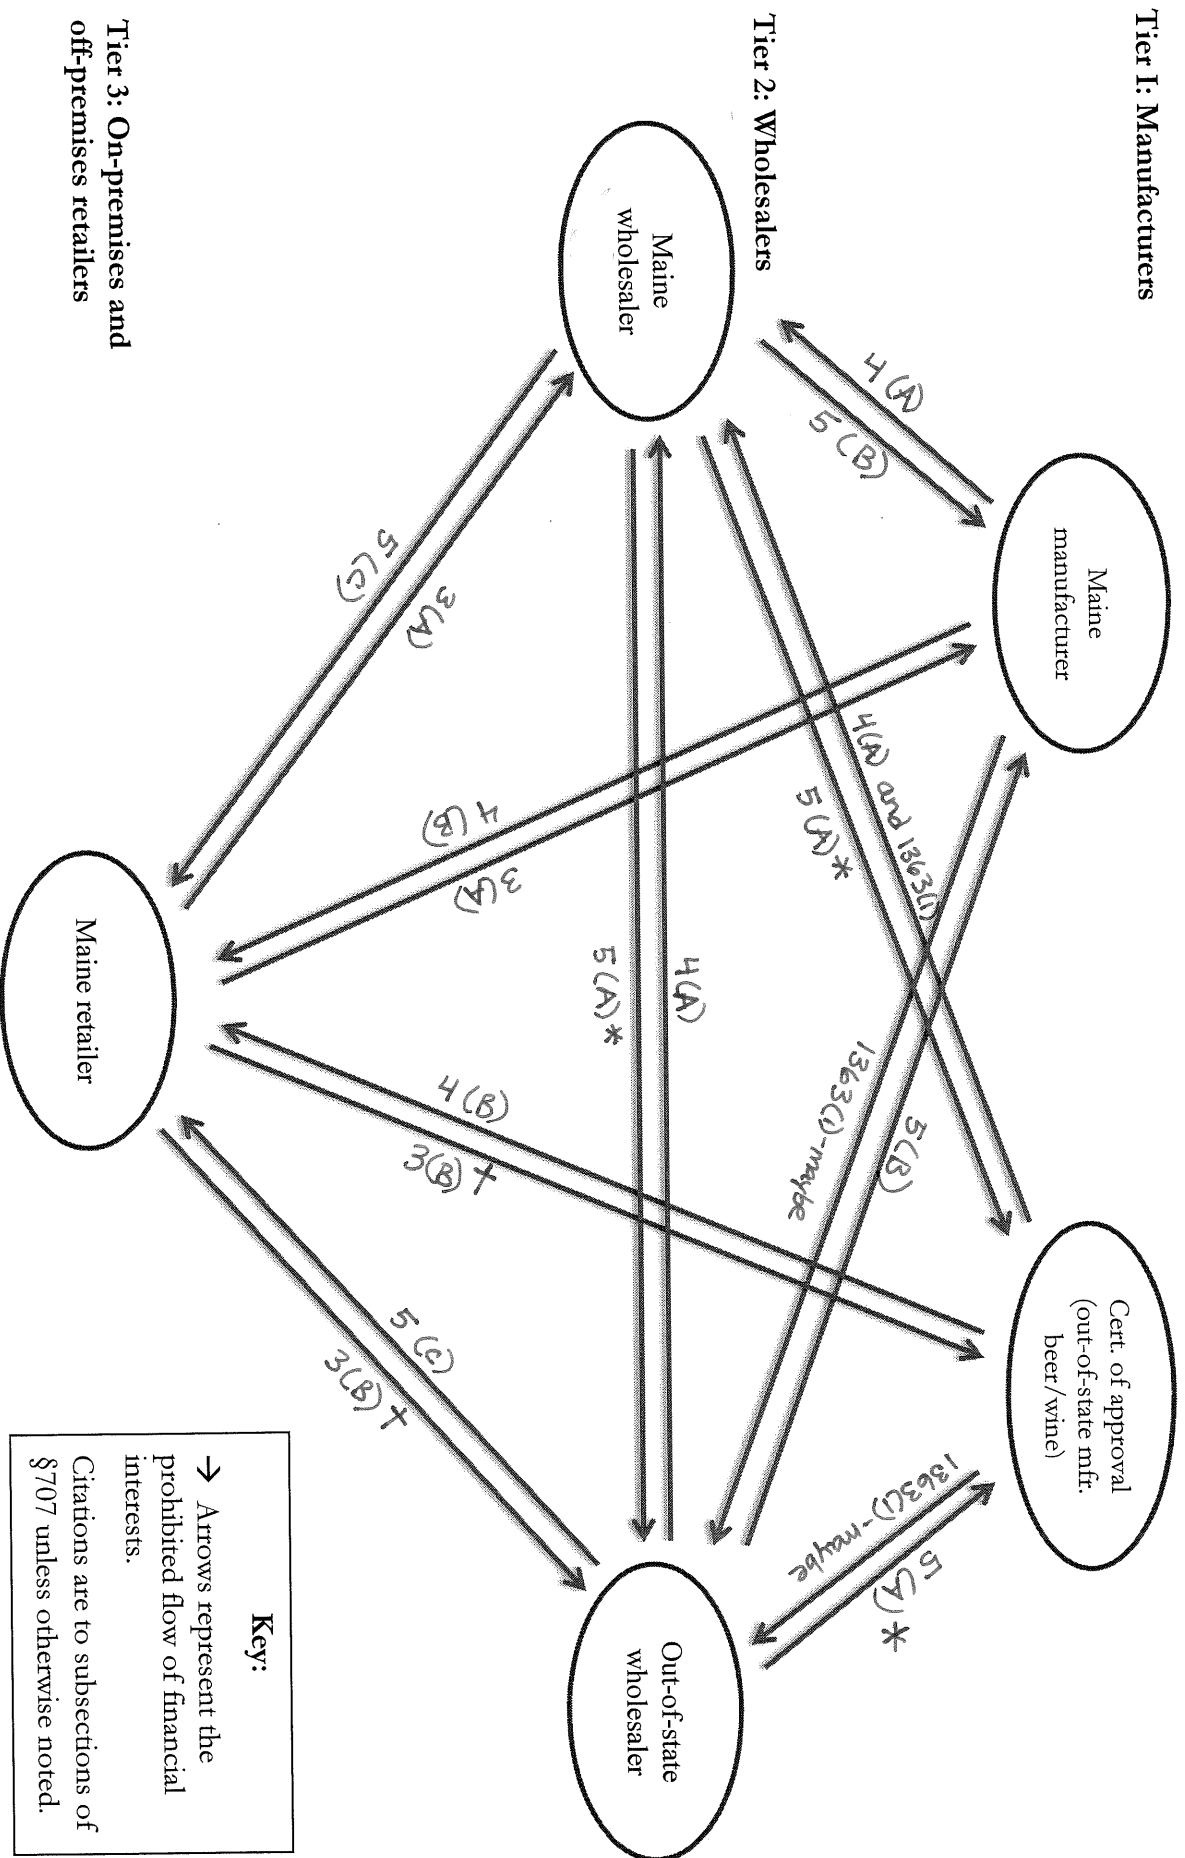 Tier 1: Manufacturers
Maine
manufacturer
Cert. of approval
(out-of-state mfr.
beer/wine)
4(A)
5(B)
4(A) and 1363(1)
5(A)*
1363(1)-maybe
5(B)
1363(1)-maybe
5(A)*
Tier 2: Wholesalers
Maine
wholesaler
Out-of-state
wholesaler
4(A)
5(A)*
5(C)
3(A)
4(B)
3(A)
4(B)
3(B)+
5(C)
3(B)+
Tier 3: On-premises and
off-premises retailers
Maine retailer
Key:
→ Arrows represent the
prohibited flow of financial
interests.
Citations are to subsections of
§707 unless otherwise noted.